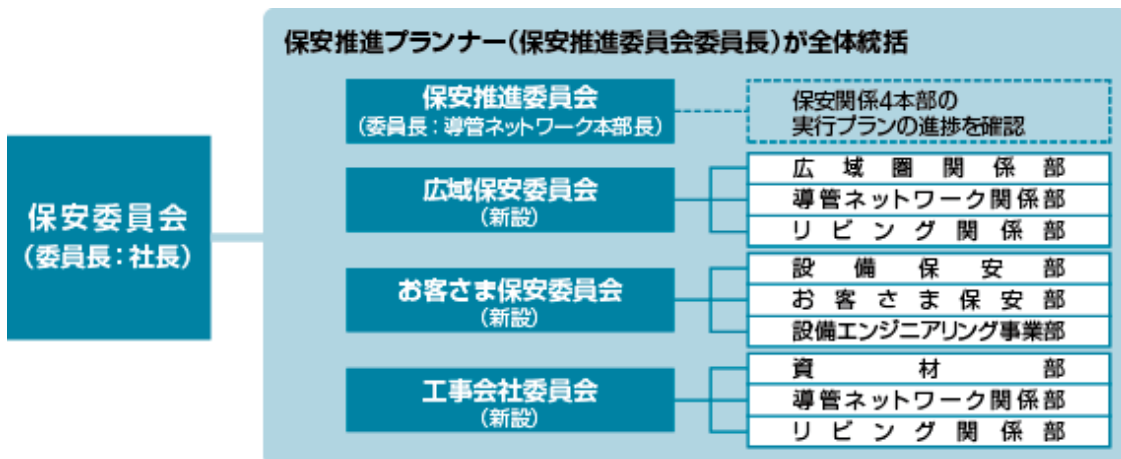 保安委員会
（委員長：社長）
保安推進プランナー（保安推進委員会委員長）が全体統括
保安推進委員会
（委員長：導管ネットワーク本部長）
保安関係4本部の
実行プランの進捗を確認
広域保安委員会
（新設）
広域圏関係部
導管ネットワーク関係部
リビング関係部
お客さま保安委員会
（新設）
設備保安部
お客さま保安部
設備エンジニアリング事業部
工事会社委員会
（新設）
資材部
導管ネットワーク関係部
リビング関係部